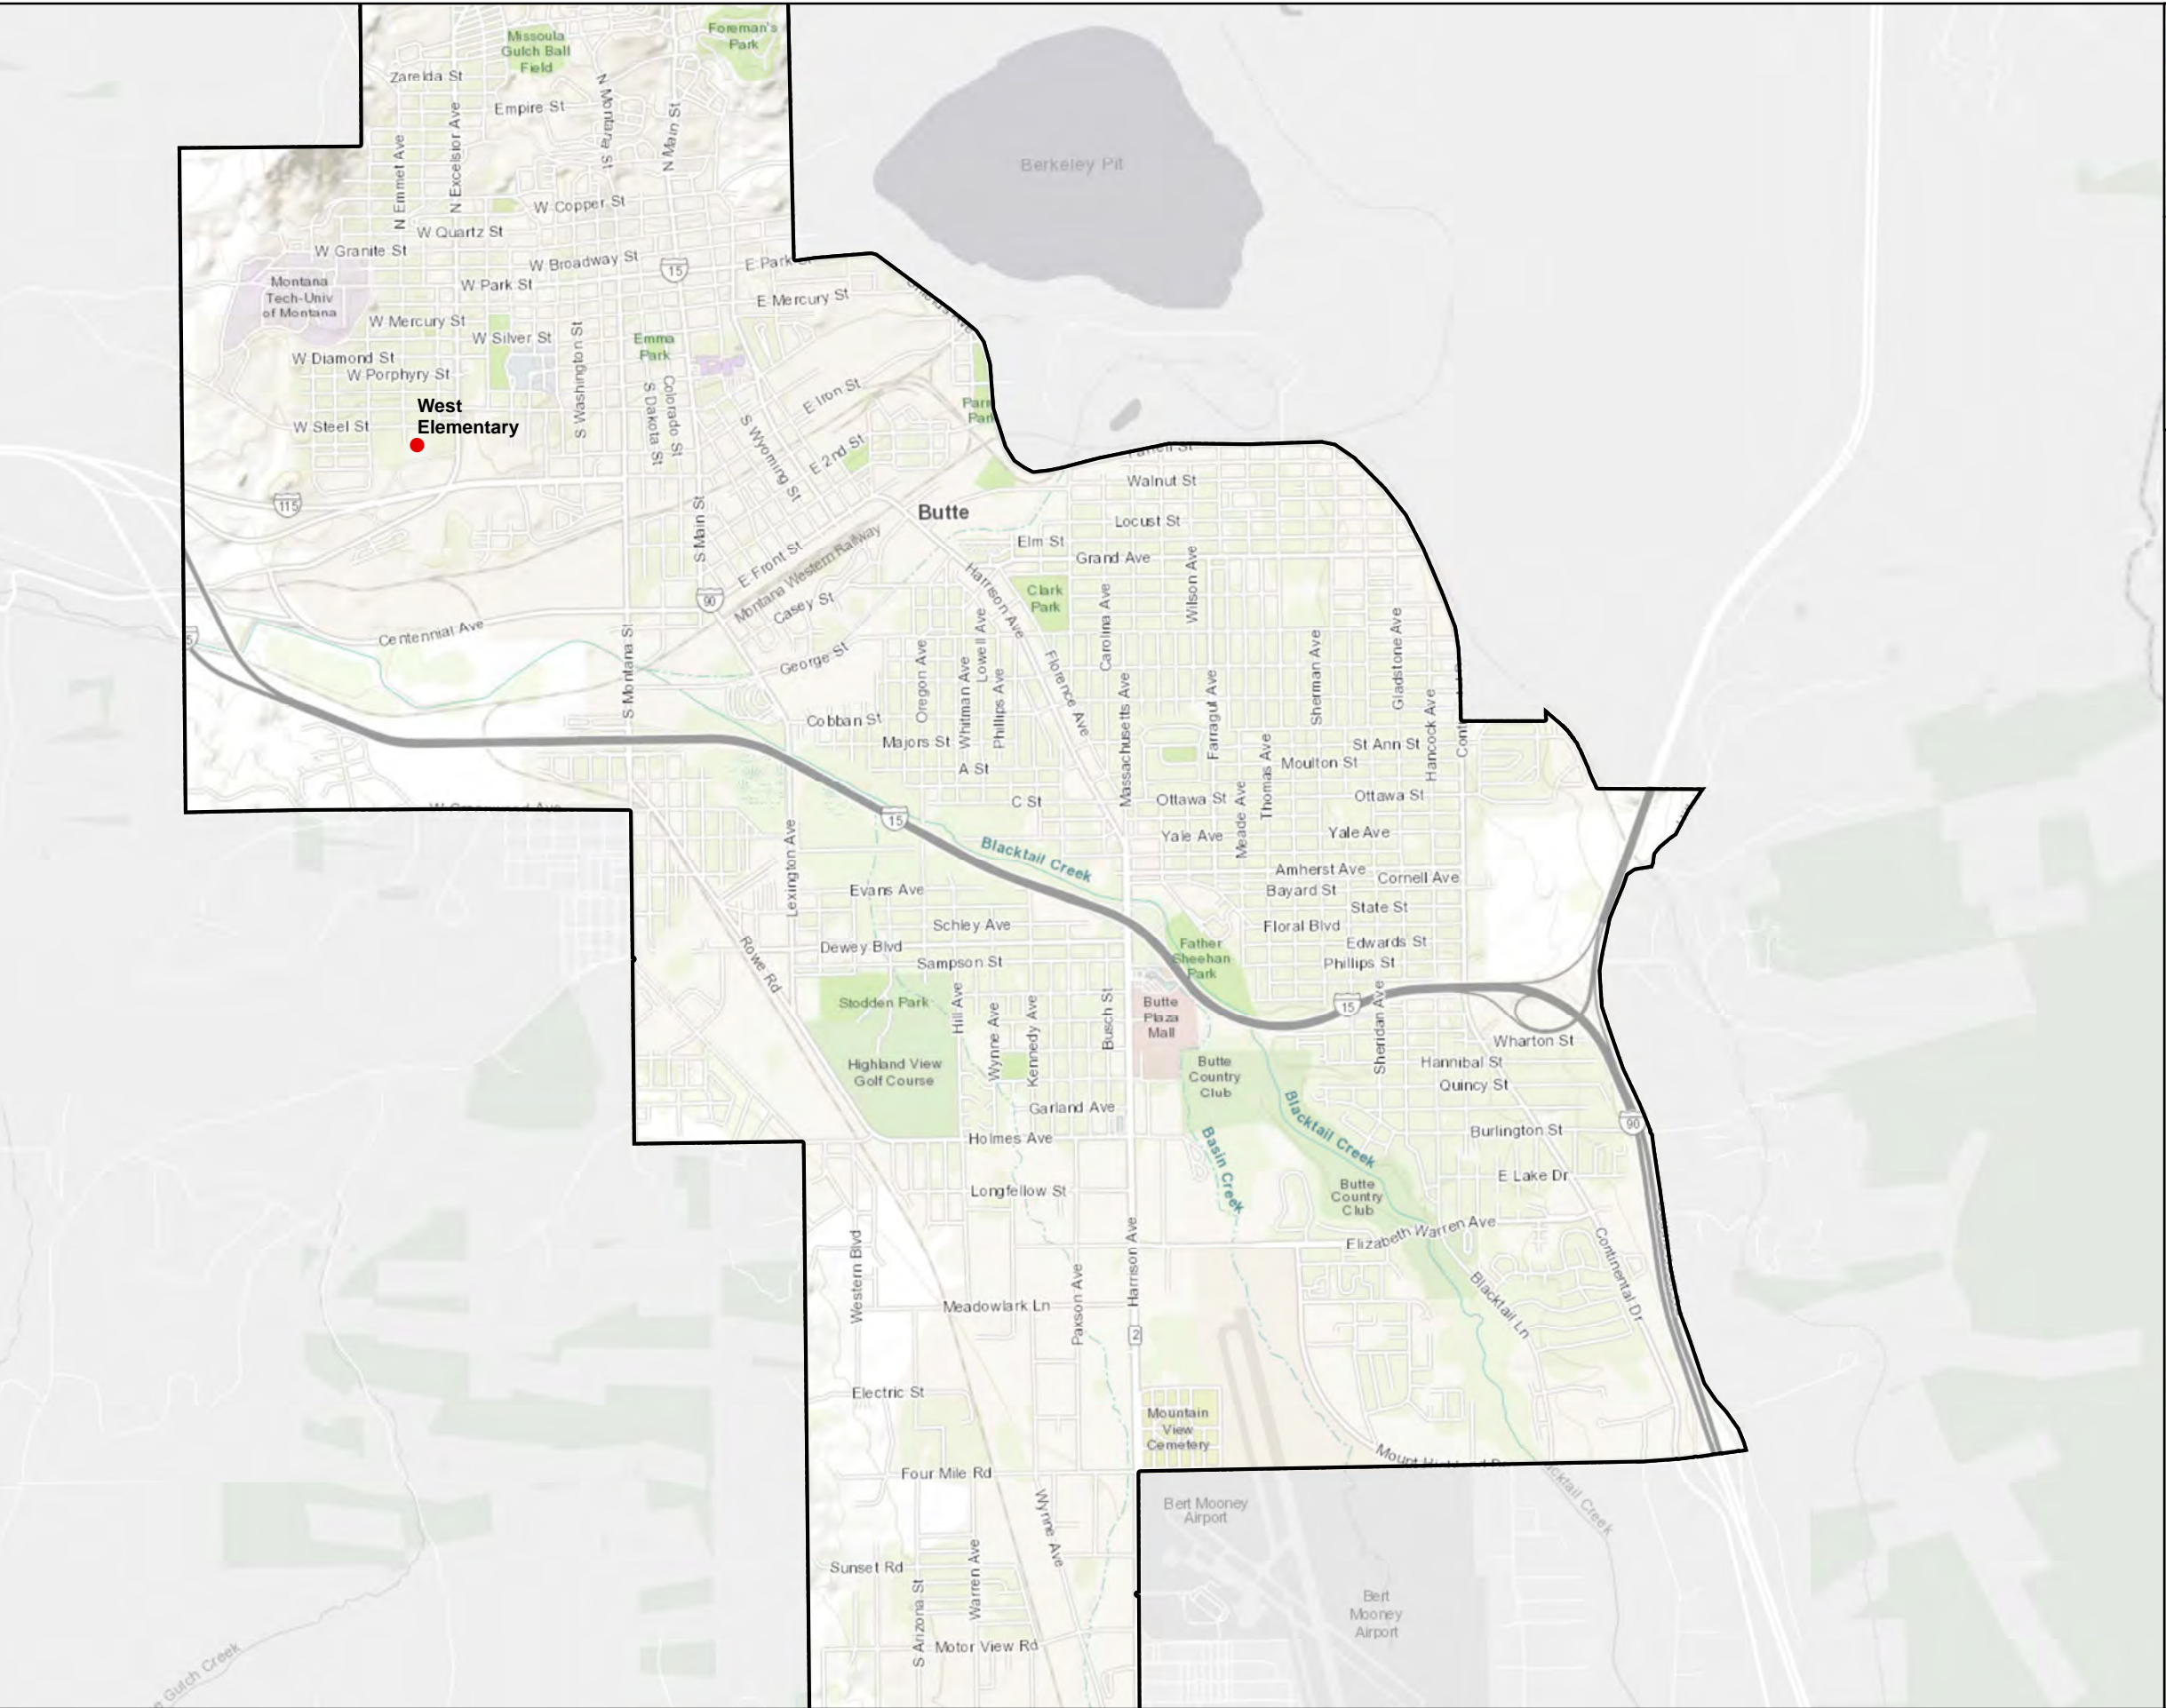 Missoula
Gulch Ball
Field
Foreman's
Park
Zarelda St
Empire St
N Montana St
N Main St
N Emmet Ave
N Excelsior Ave
Berkeley Pit
W Copper St
W Quartz St
W Granite St
W Broadway St
15
E Park
W Park St
Montana
Tech-Univ
of Montana
E Mercury St
W Mercury St
W Silver St
S Washington St
Emma
Park
W Diamond St
W Porphyry St
S Dakota St
Colorado St
E Iron St
West
Elementary
W Steel St
S Wyoming St
E 2nd St
Walnut St
115
S Main St
Butte
Locust St
Elm St
Grand Ave
E Front St
Montana Western Railway
Harrison Ave
Wilson Ave
Clark
Park
90
Casey St
Centennial Ave
Carolina Ave
Lowell Ave
Gladstone Ave
Sherman Ave
S Montana St
George St
Oregon Ave
Whitman Ave
Phillips Ave
Florence Ave
Massachusetts Ave
Farragut Ave
Hancock Ave
Cobban St
Majors St
St Ann St
Thomas Ave
Moulton St
A St
C St
Ottawa St
Meade Ave
Ottawa St
15
Yale Ave
Yale Ave
Lexington Ave
Blacktail Creek
Amherst Ave
Cornell Ave
Evans Ave
Bayard St
State St
Schley Ave
Floral Blvd
Rowe Rd
Dewey Blvd
Father
Sheehan
Park
Edwards St
Sampson St
Phillips St
Stodden Park
Hill Ave
Wynne Ave
Kennedy Ave
Busch St
Butte
Plaza
Mall
15
Sheridan Ave
Wharton St
Highland View
Golf Course
Butte
Country
Club
Hannibal St
Quincy St
Garland Ave
Blacktail Creek
90
Burlington St
Holmes Ave
Basin Creek
E Lake Dr
Longfellow St
Butte
Country
Club
Elizabeth Warren Ave
Western Blvd
Harrison Ave
Continental Dr
Paxson Ave
Meadowlark Ln
Blacktail Ln
2
Electric St
Mountain
View
Cemetery
Four Mile Rd
Wynne Ave
Bert Mooney
Airport
Sunset Rd
Warren Ave
S Arizona St
Bert
Mooney
Airport
Motor View Rd
Gulch Creek